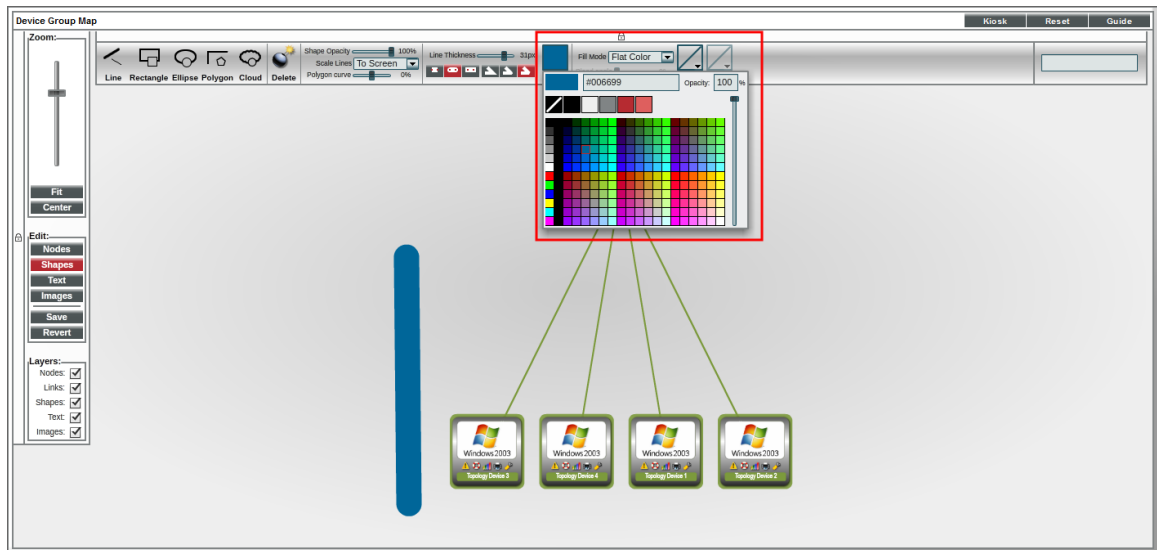 Device Group Map
Kiosk Reset Guide
Zoom:
Line Rectangle Ellipse Polygon Cloud Delete
Shape Opacity 100%
Scale Lines To Screen
Polygon curve 0%
Line Thickness 31px
Fill Mode Flat Color
#006699 Opacity: 100 %
Fit
Center
Edit:
Nodes
Shapes
Text
Images
Save
Revert
Layers:
Nodes:
Links:
Shapes:
Text:
Images:
Windows2003 Windows2003 Windows2003 Windows2003
Topology Device 3 Topology Device 4 Topology Device 1 Topology Device 2